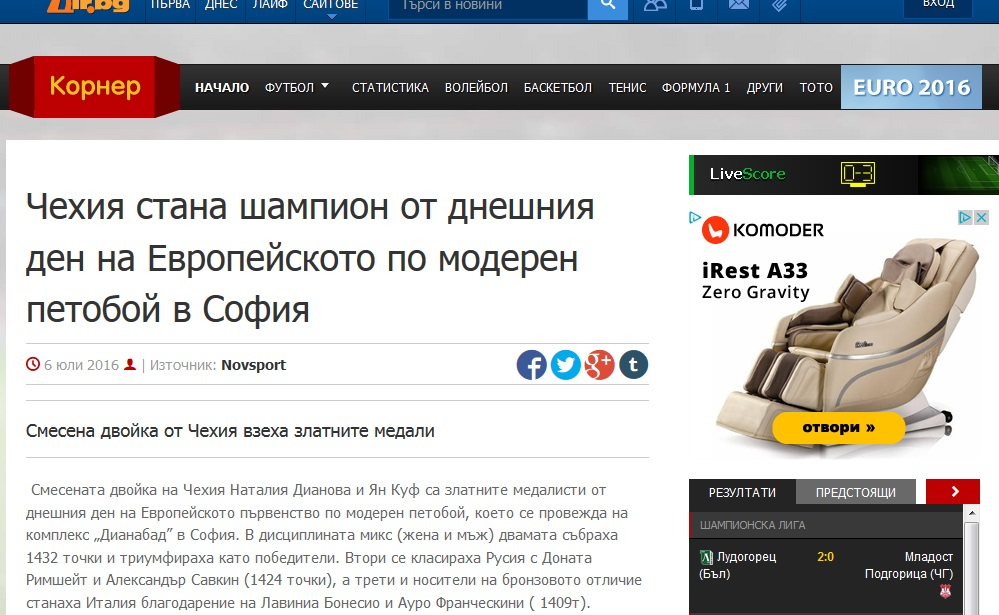 Air.bg
ПЪРВА ДНЕС ЛАЙФ САЙТОВЕ Търси в новини ВХОД
Корнер НАЧАЛО ФУТБОЛ СТАТИСТИКА ВОЛЕЙБОЛ БАСКЕТБОЛ ТЕНИС ФОРМУЛА 1 ДРУГИ ТОТО EURO 2016
Чехия стана шампион от днешния
ден на Европейското по модерен
петобой в София
6 юли 2016 | Източник: Novsport
Смесена двойка от Чехия взеха златните медали
Смесената двойка на Чехия Наталия Дианова и Ян Куф са златните медалисти от
днешния ден на Европейското първенство по модерен петобой, което се провежда на
комплекс „Дианабад” в София. В дисциплината микс (жена и мъж) двамата събраха
1432 точки и триумфираха като победители. Втори се класираха Русия с Доната
Римшейт и Александър Савкин (1424 точки), а трети и носители на бронзовото отличие
станаха Италия благодарение на Лавиния Бонесио и Ауро Франческини ( 1409т).
LiveScore 0-3
KOMODER
iRest A33
Zero Gravity
отвори »
РЕЗУЛТАТИ ПРЕДСТОЯЩИ
ШАМПИОНСКА ЛИГА
Лудогорец 2:0 Младост
(Бъл) Подгорица (ЧГ)